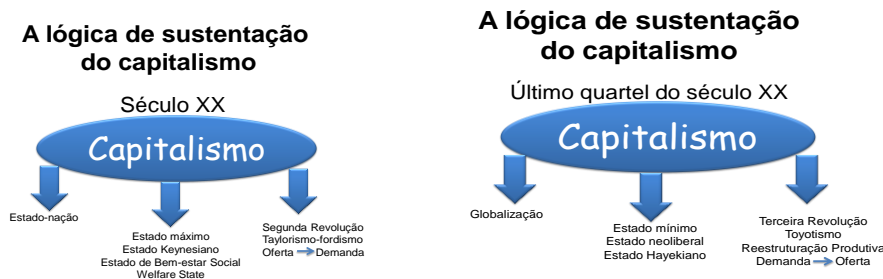 A lógica de sustentação
do capitalismo
Século XX
Capitalismo
Estado-nação
Estado máximo
Estado Keynesiano
Estado de Bem-estar Social
Welfare State
Segunda Revolução
Taylorismo-fordismo
Oferta Demanda
A lógica de sustentação
do capitalismo
Último quartel do século XX
Capitalismo
Globalização
Estado mínimo
Estado neoliberal
Estado Hayekiano
Terceira Revolução
Toyotismo
Reestruturação Produtiva
Demanda Oferta